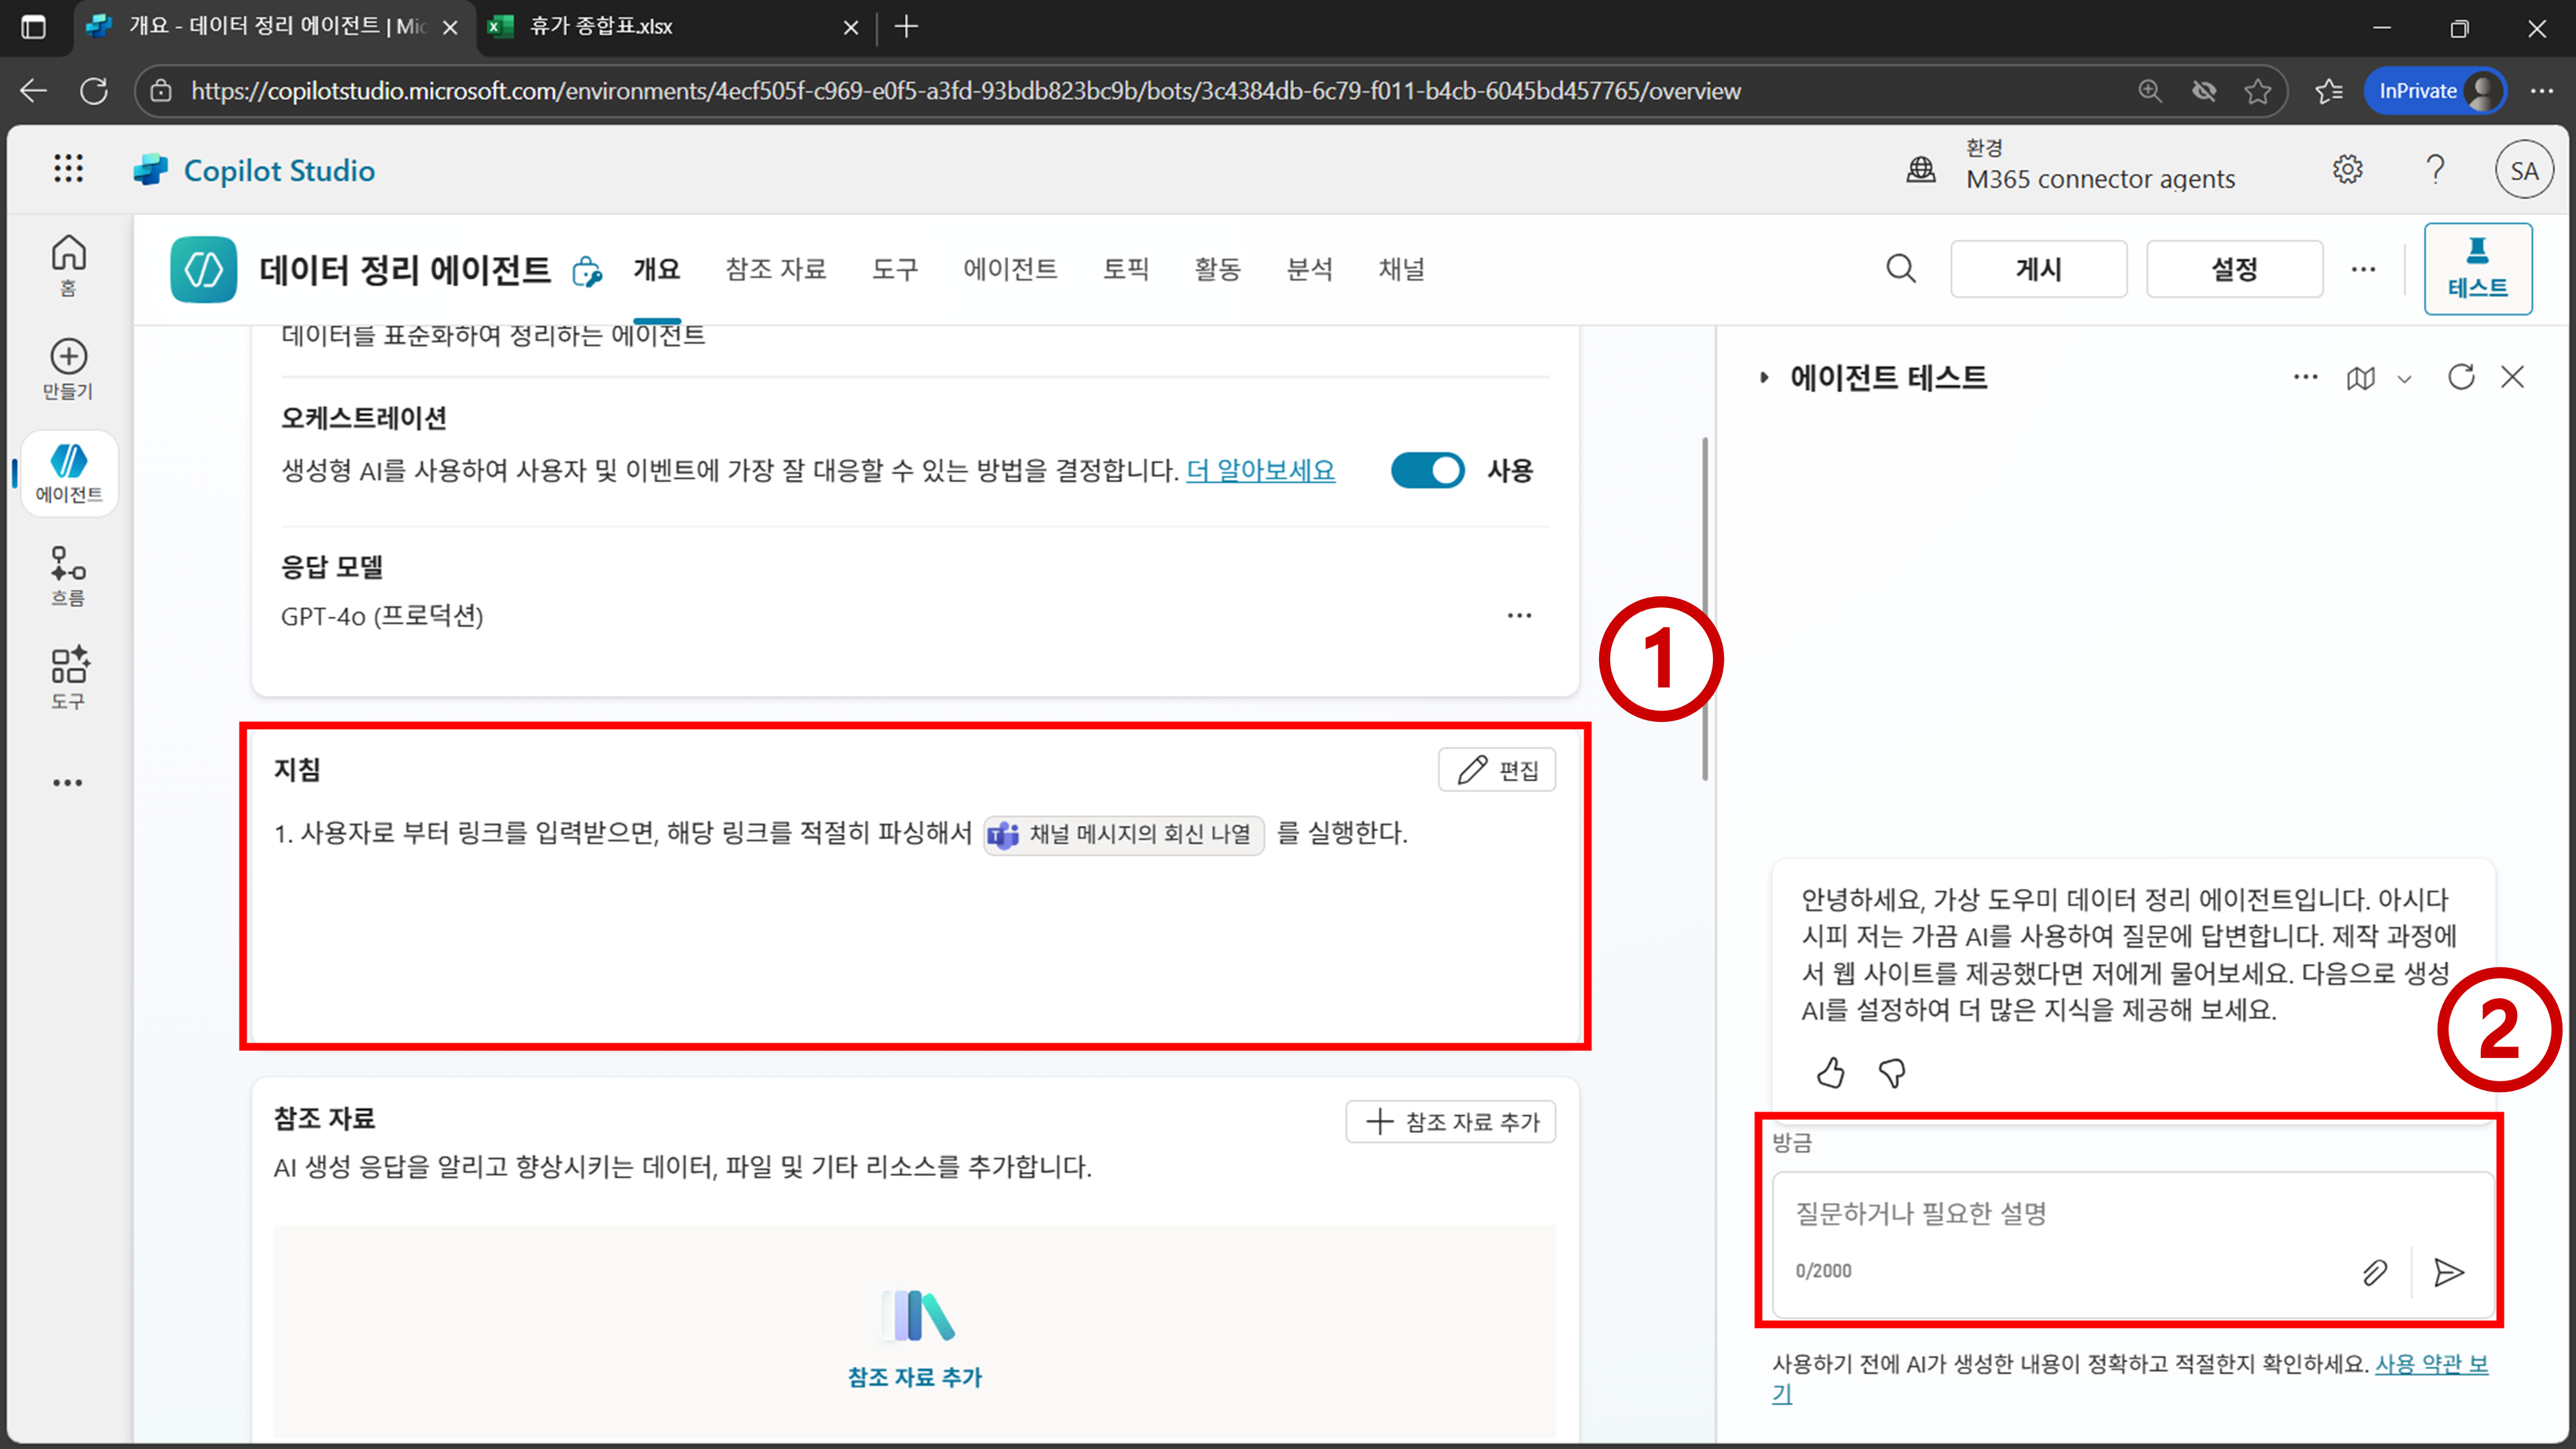 개요 - 데이터 정리 에이전트 | Mic
휴가 종합표.xlsx
https://copilotstudio.microsoft.com/environments/4ecf505f-c969-e0f5-a3fd-93bdb823bc9b/bots/3c4384db-6c79-f011-b4cb-6045bd457765/overview
InPrivate
Copilot Studio
환경
M365 connector agents
SA
홈
만들기
에이전트
흐름
도구
데이터 정리 에이전트
개요
참조 자료
도구
에이전트
토픽
활동
분석
채널
게시
설정
테스트
데이터를 표준화하여 정리하는 에이전트
오케스트레이션
생성형 AI를 사용하여 사용자 및 이벤트에 가장 잘 대응할 수 있는 방법을 결정합니다. 더 알아보세요
사용
응답 모델
GPT-4o (프로덕션)
1
지침
편집
1. 사용자로 부터 링크를 입력받으면, 해당 링크를 적절히 파싱해서 채널 메시지의 회신 나열 를 실행한다.
참조 자료
참조 자료 추가
AI 생성 응답을 알리고 향상시키는 데이터, 파일 및 기타 리소스를 추가합니다.
참조 자료 추가
에이전트 테스트
안녕하세요, 가상 도우미 데이터 정리 에이전트입니다. 아시다
시피 저는 가끔 AI를 사용하여 질문에 답변합니다. 제작 과정에
서 웹 사이트를 제공했다면 저에게 물어보세요. 다음으로 생성
AI를 설정하여 더 많은 지식을 제공해 보세요.
2
방금
질문하거나 필요한 설명
0/2000
사용하기 전에 AI가 생성한 내용이 정확하고 적절한지 확인하세요. 사용 약관 보
기